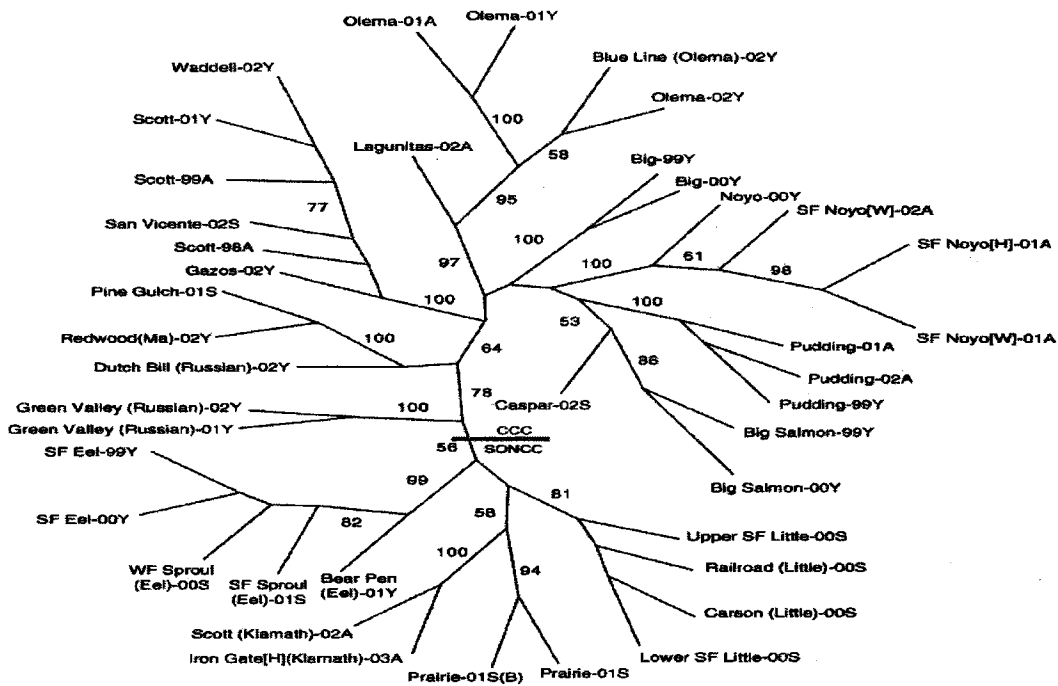 Olema-01A
Olema-01Y
Waddell-02Y
Blue Line (Olema)-02Y
Olema-02Y
Scott-01Y
100
Lagunitas-02A
58
Big-99Y
Scott-99A
Big-00Y
95
Noyo-00Y
SF Noyo[W]-02A
77
San Vicente-02S
100
SF Noyo[H]-01A
Scott-98A
97
100
61
98
Gazos-02Y
Pine Gulch-01S
100
100
53
Redwood(Ma)-02Y
100
64
86
Pudding-01A
SF Noyo[W]-01A
Dutch Bill (Russian)-02Y
Pudding-02A
78
Caspar-02S
Pudding-99Y
Green Valley (Russian)-02Y
100
Green Valley (Russian)-01Y
CCC
Big Salmon-99Y
56
SONCC
SF Eel-99Y
99
81
Big Salmon-00Y
SF Eel-00Y
82
58
Upper SF Little-00S
WF Sproul
(Eel)-00S
SF Sproul
(Eel)-01S
Bear Pen
(Eel)-01Y
100
94
Railroad (Little)-00S
Carson (Little)-00S
Scott (Klamath)-02A
Iron Gate[H](Klamath)-03A
Lower SF Little-00S
Prairie-01S(B)
Prairie-01S